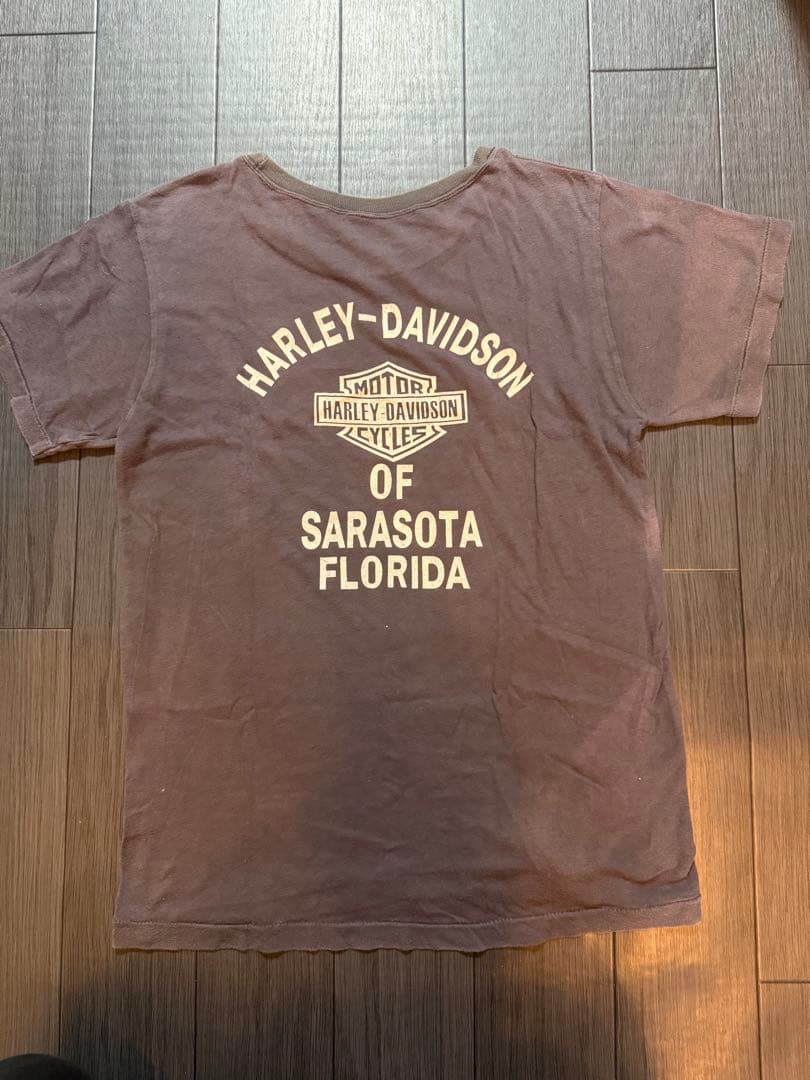 HARLEY-DAVIDSON
MOTOR
HARLEY-DAVIDSON
CYCLES
OF
SARASOTA
FLORIDA